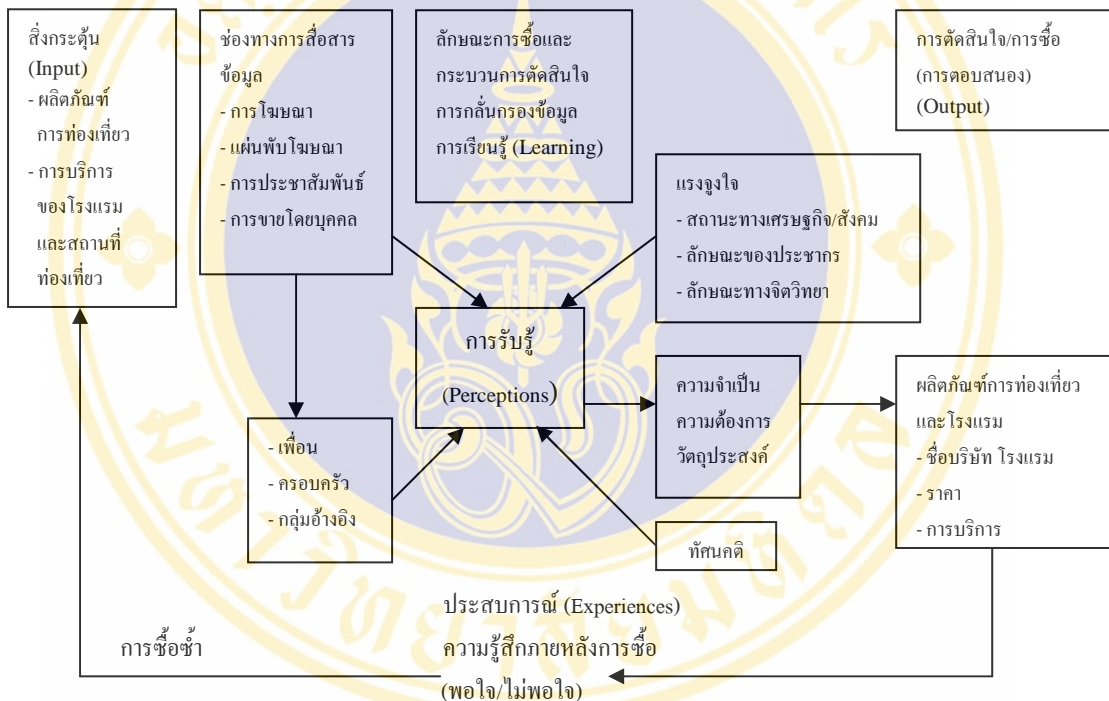 สิ่งกระตุ้น
(Input)
- ผลิตภัณฑ์
การท่องเที่ยว
- การบริการ
ของโรงแรม
และสถานที่
ท่องเที่ยว
ช่องทางการสื่อสาร
ข้อมูล
- การโฆษณา
- แผ่นพับโฆษณา
- การประชาสัมพันธ์
- การขายโดยบุคคล
ลักษณะการซื้อและ
กระบวนการตัดสินใจ
การกลั่นกรองข้อมูล
การเรียนรู้ (Learning)
การตัดสินใจ/การซื้อ
(การตอบสนอง)
(Output)
แรงจูงใจ
- สถานะทางเศรษฐกิจ/สังคม
- ลักษณะของประชากร
- ลักษณะทางจิตวิทยา
การรับรู้
(Perceptions)
ความจำเป็น
ความต้องการ
วัตถุประสงค์
ผลิตภัณฑ์การท่องเที่ยว
และโรงแรม
- ชื่อบริษัท โรงแรม
- ราคา
- การบริการ
- เพื่อน
- ครอบครัว
- กลุ่มอ้างอิง
ทัศนคติ
ประสบการณ์ (Experiences)
การซื้อซ้ำ
ความรู้สึกภายหลังการซื้อ
(พอใจ/ไม่พอใจ)
มหาวิทยาลัยมหิดล